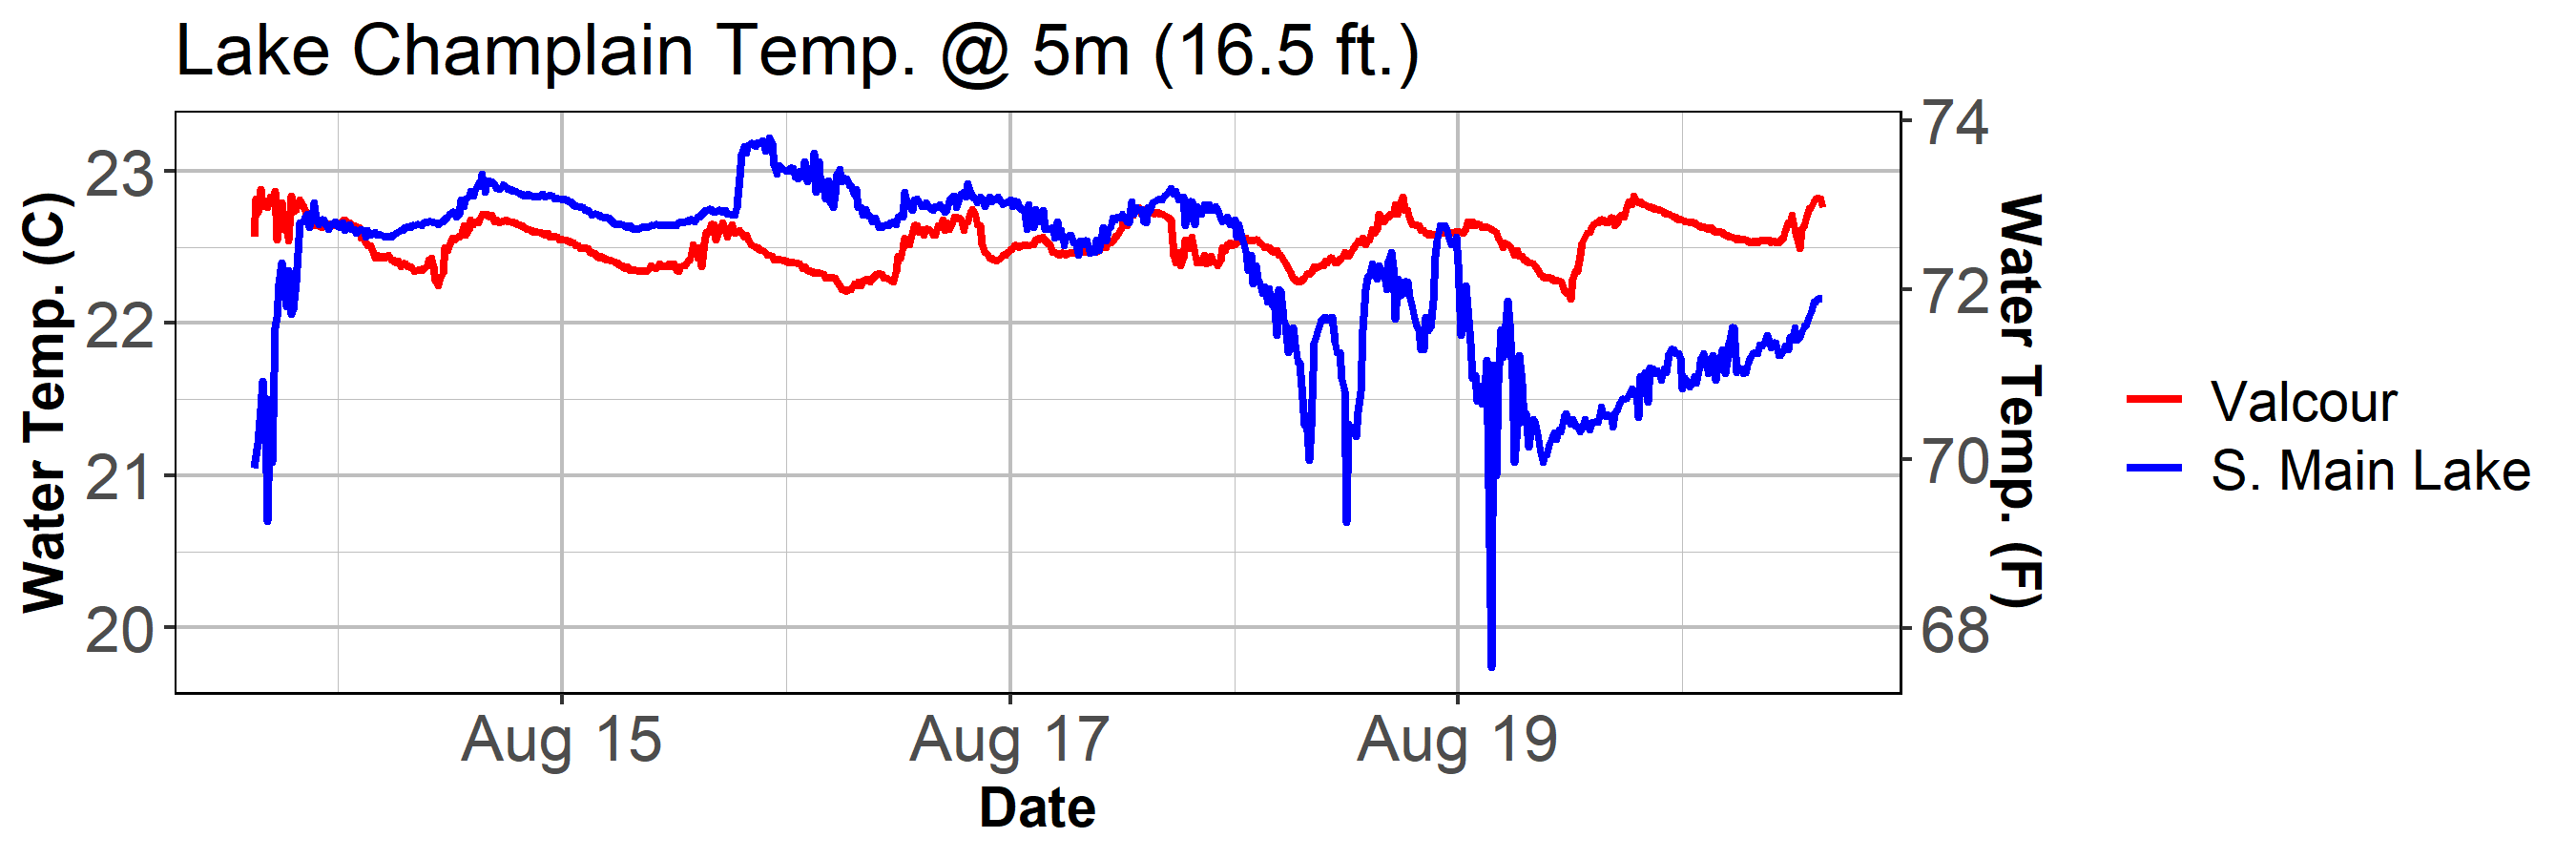 Lake Champlain Temp. @ 5m (16.5 ft.)
Water Temp. (C)
23
22
21
20
74
72
70
68
Water Temp. (F)
Aug 15
Aug 17
Aug 19
Date
Valcour
S. Main Lake